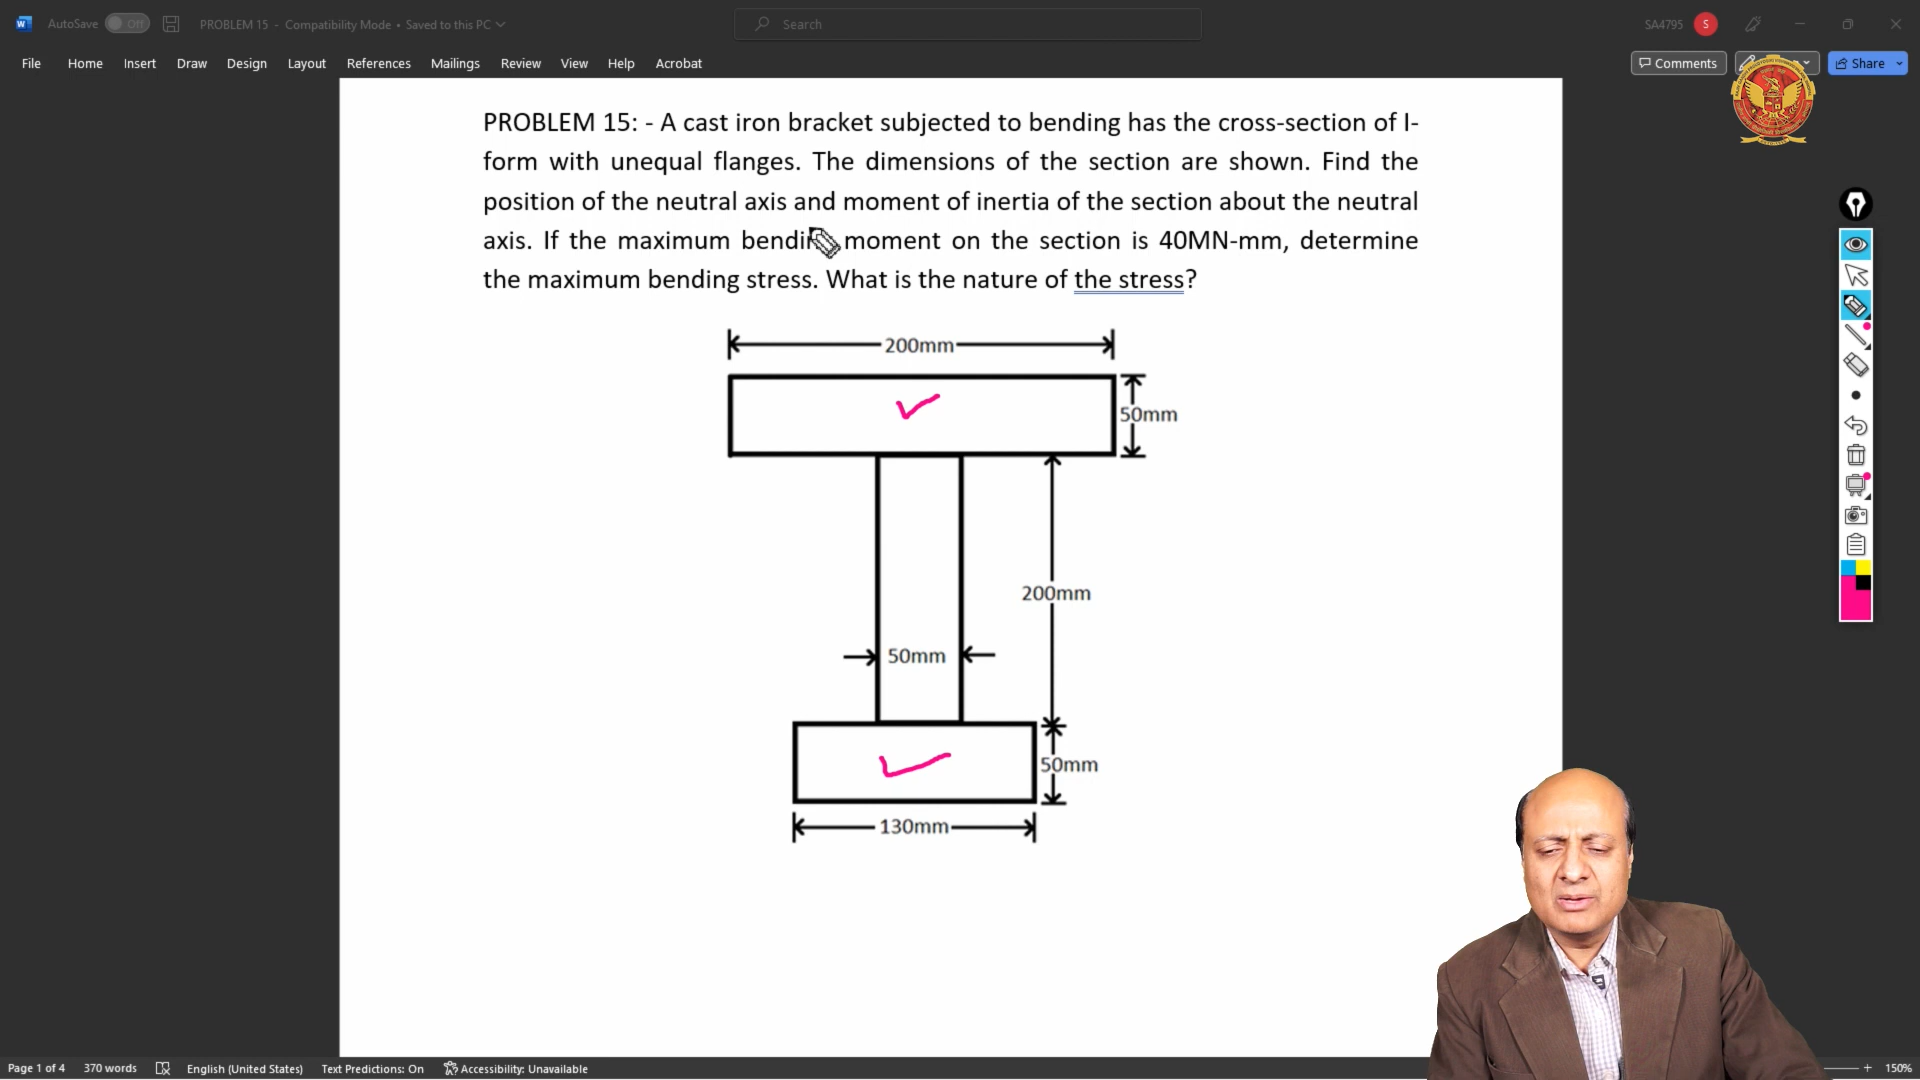 AutoSave Off PROBLEM 15 - Compatibility Mode • Saved to this PC Search SA4795 S
File Home Insert Draw Design Layout References Mailings Review View Help Acrobat Comments Share
PROBLEM 15: - A cast iron bracket subjected to bending has the cross-section of I-
form with unequal flanges. The dimensions of the section are shown. Find the
position of the neutral axis and moment of inertia of the section about the neutral
axis. If the maximum bending moment on the section is 40MN-mm, determine
the maximum bending stress. What is the nature of the stress?
200mm
50mm
200mm
50mm
50mm
130mm
Page 1 of 4 370 words English (United States) Text Predictions: On Accessibility: Unavailable 150%